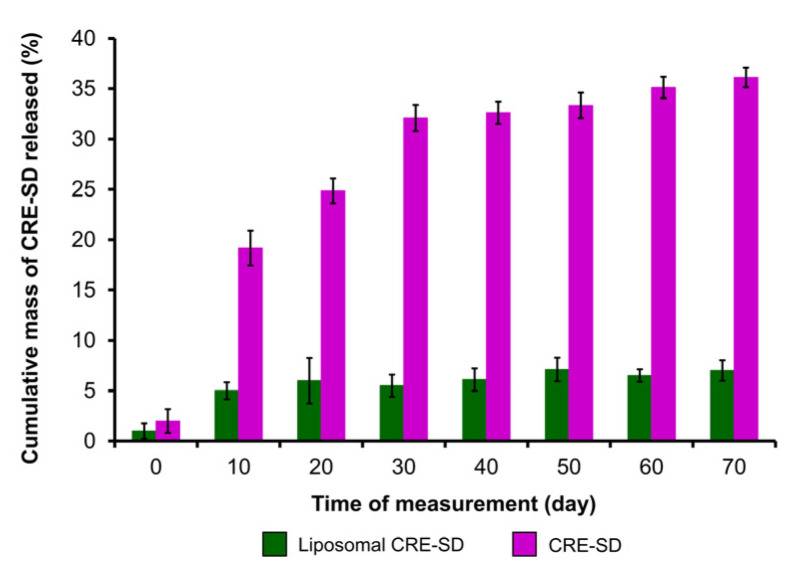 Cumulative mass of CRE-SD released (%)
40
35
30
25
20
15
10
5
0
0 10 20 30 40 50 60 70
Time of measurement (day)
Liposomal CRE-SD CRE-SD